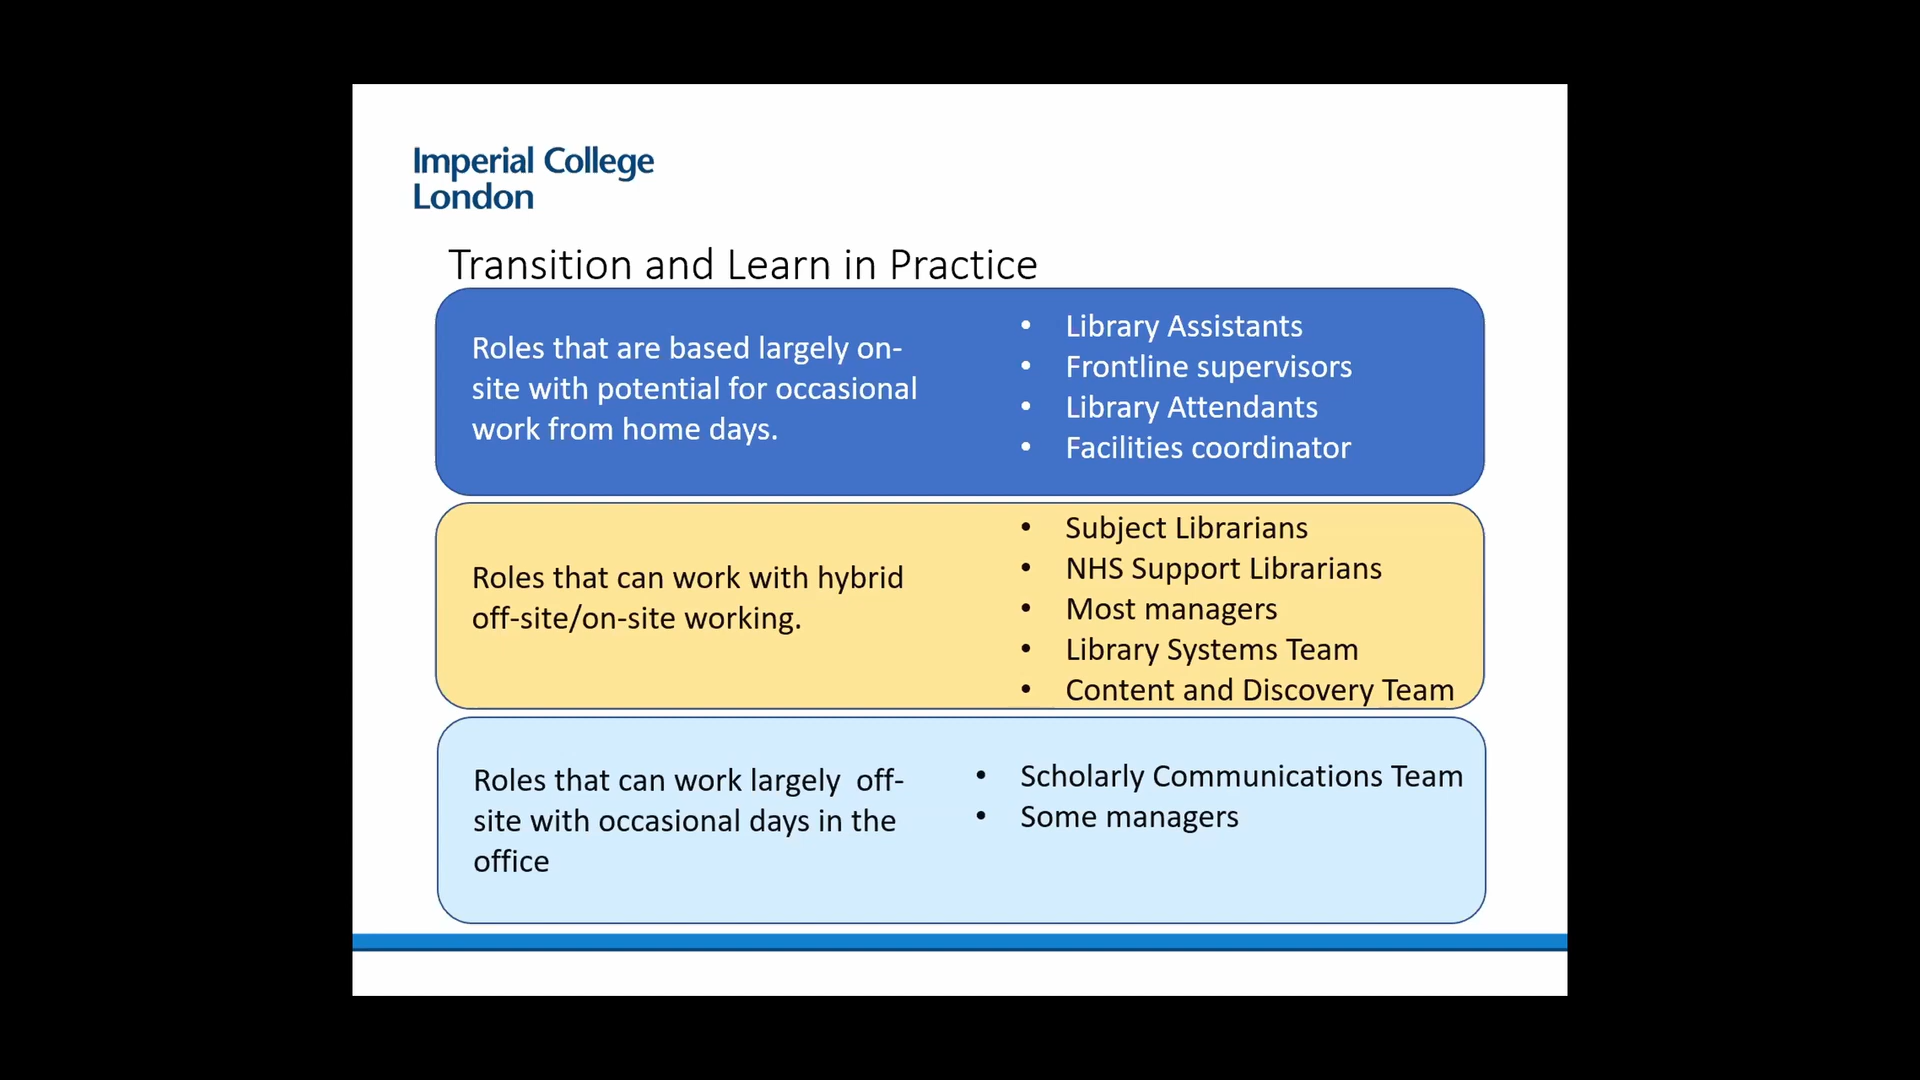 Imperial College
London
Transition and Learn in Practice
Roles that are based largely on-
site with potential for occasional
work from home days.
• Library Assistants
• Frontline supervisors
• Library Attendants
• Facilities coordinator
Roles that can work with hybrid
off-site/on-site working.
• Subject Librarians
• NHS Support Librarians
• Most managers
• Library Systems Team
• Content and Discovery Team
Roles that can work largely  off-
site with occasional days in the
office
• Scholarly Communications Team
• Some managers